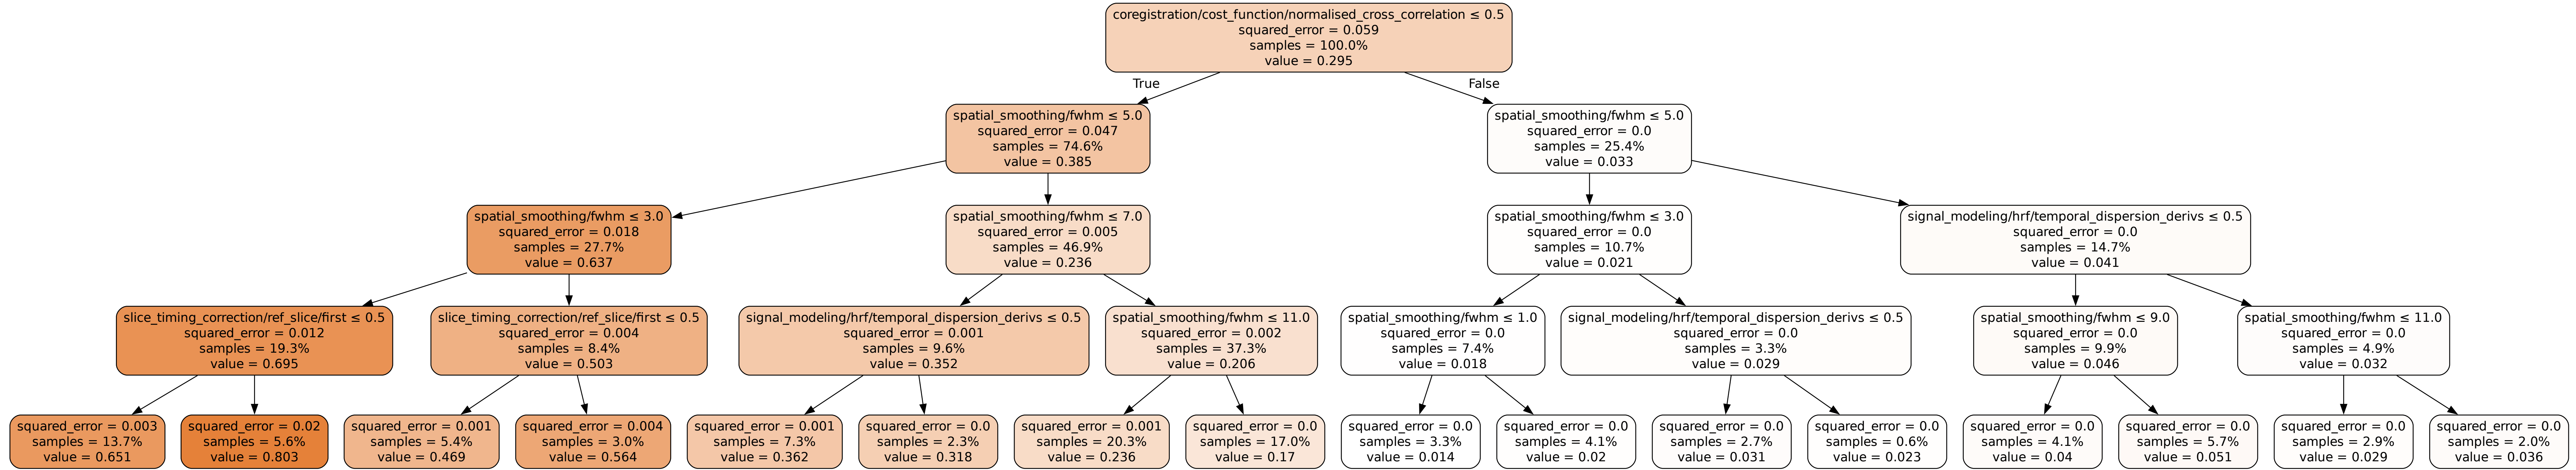 coregistration/cost_function/normalised_cross_correlation ≤ 0.5
squared_error = 0.059
samples = 100.0%
value = 0.295
True
False
spatial_smoothing/fwhm ≤ 5.0
squared_error = 0.047
samples = 74.6%
value = 0.385
spatial_smoothing/fwhm ≤ 5.0
squared_error = 0.0
samples = 25.4%
value = 0.033
spatial_smoothing/fwhm ≤ 3.0
squared_error = 0.018
samples = 27.7%
value = 0.637
spatial_smoothing/fwhm ≤ 7.0
squared_error = 0.005
samples = 46.9%
value = 0.236
spatial_smoothing/fwhm ≤ 3.0
squared_error = 0.0
samples = 10.7%
value = 0.021
signal_modeling/hrf/temporal_dispersion_derivs ≤ 0.5
squared_error = 0.0
samples = 14.7%
value = 0.041
slice_timing_correction/ref_slice/first ≤ 0.5
squared_error = 0.012
samples = 19.3%
value = 0.695
slice_timing_correction/ref_slice/first ≤ 0.5
squared_error = 0.004
samples = 8.4%
value = 0.503
signal_modeling/hrf/temporal_dispersion_derivs ≤ 0.5
squared_error = 0.001
samples = 9.6%
value = 0.352
spatial_smoothing/fwhm ≤ 11.0
squared_error = 0.002
samples = 37.3%
value = 0.206
spatial_smoothing/fwhm ≤ 1.0
squared_error = 0.0
samples = 7.4%
value = 0.018
signal_modeling/hrf/temporal_dispersion_derivs ≤ 0.5
squared_error = 0.0
samples = 3.3%
value = 0.029
spatial_smoothing/fwhm ≤ 9.0
squared_error = 0.0
samples = 9.9%
value = 0.046
spatial_smoothing/fwhm ≤ 11.0
squared_error = 0.0
samples = 4.9%
value = 0.032
squared_error = 0.003
samples = 13.7%
value = 0.651
squared_error = 0.02
samples = 5.6%
value = 0.803
squared_error = 0.001
samples = 5.4%
value = 0.469
squared_error = 0.004
samples = 3.0%
value = 0.564
squared_error = 0.001
samples = 7.3%
value = 0.362
squared_error = 0.0
samples = 2.3%
value = 0.318
squared_error = 0.001
samples = 20.3%
value = 0.236
squared_error = 0.0
samples = 17.0%
value = 0.17
squared_error = 0.0
samples = 3.3%
value = 0.014
squared_error = 0.0
samples = 4.1%
value = 0.02
squared_error = 0.0
samples = 2.7%
value = 0.031
squared_error = 0.0
samples = 0.6%
value = 0.023
squared_error = 0.0
samples = 4.1%
value = 0.04
squared_error = 0.0
samples = 5.7%
value = 0.051
squared_error = 0.0
samples = 2.9%
value = 0.029
squared_error = 0.0
samples = 2.0%
value = 0.036